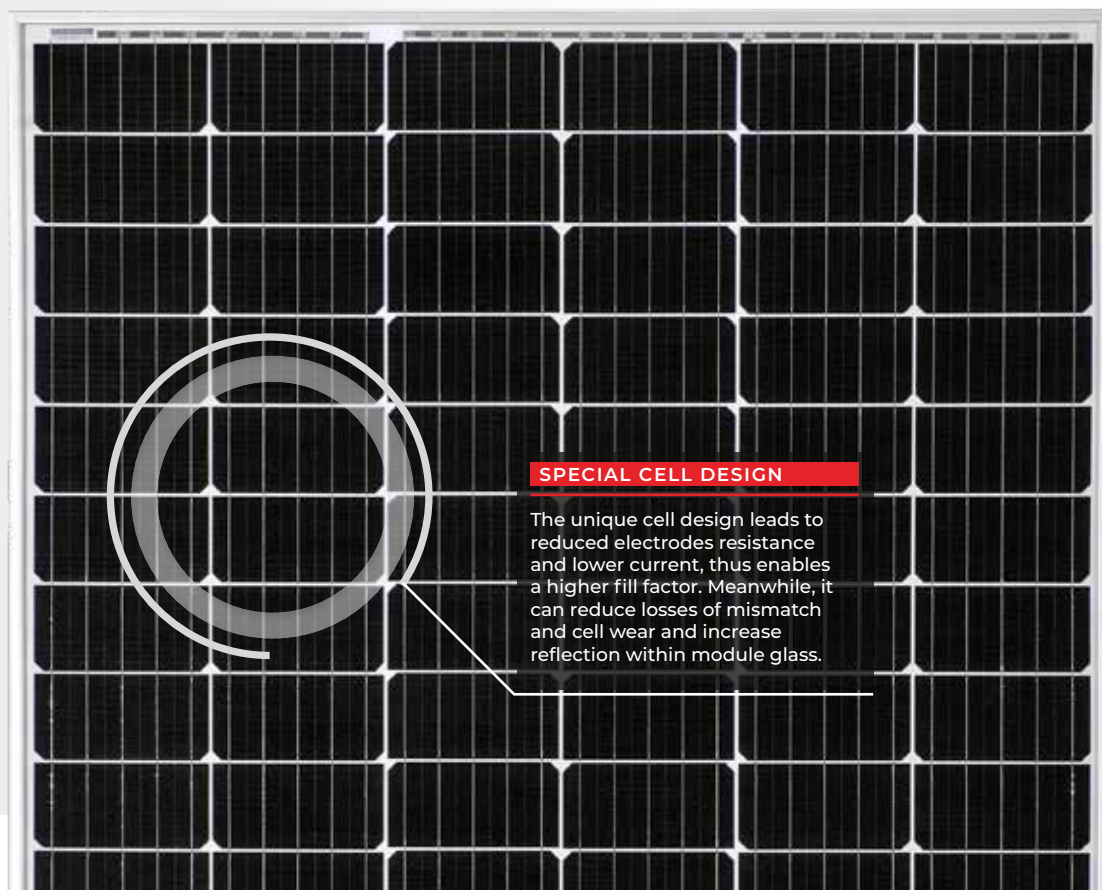 SPECIAL CELL DESIGN
The unique cell design leads to
reduced electrodes resistance
and lower current, thus enables
a higher fill factor. Meanwhile, it
can reduce losses of mismatch
and cell wear and increase
reflection within module glass.